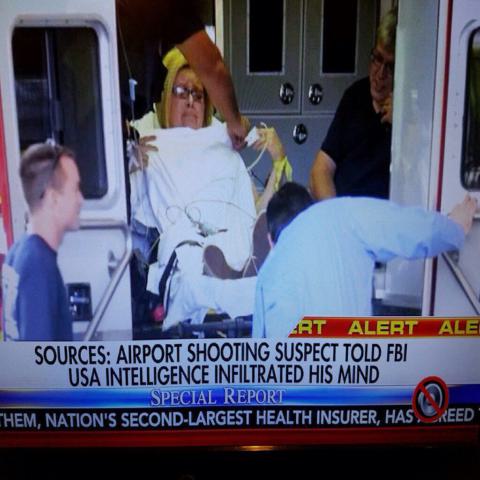 ERT ALERT ALE
SOURCES: AIRPORT SHOOTING SUSPECT TOLD FBI
USA INTELLIGENCE INFILTRATED HIS MIND
SPECIAL REPORT
THEM, NATION'S SECOND-LARGEST HEALTH INSURER, HAS AGREED